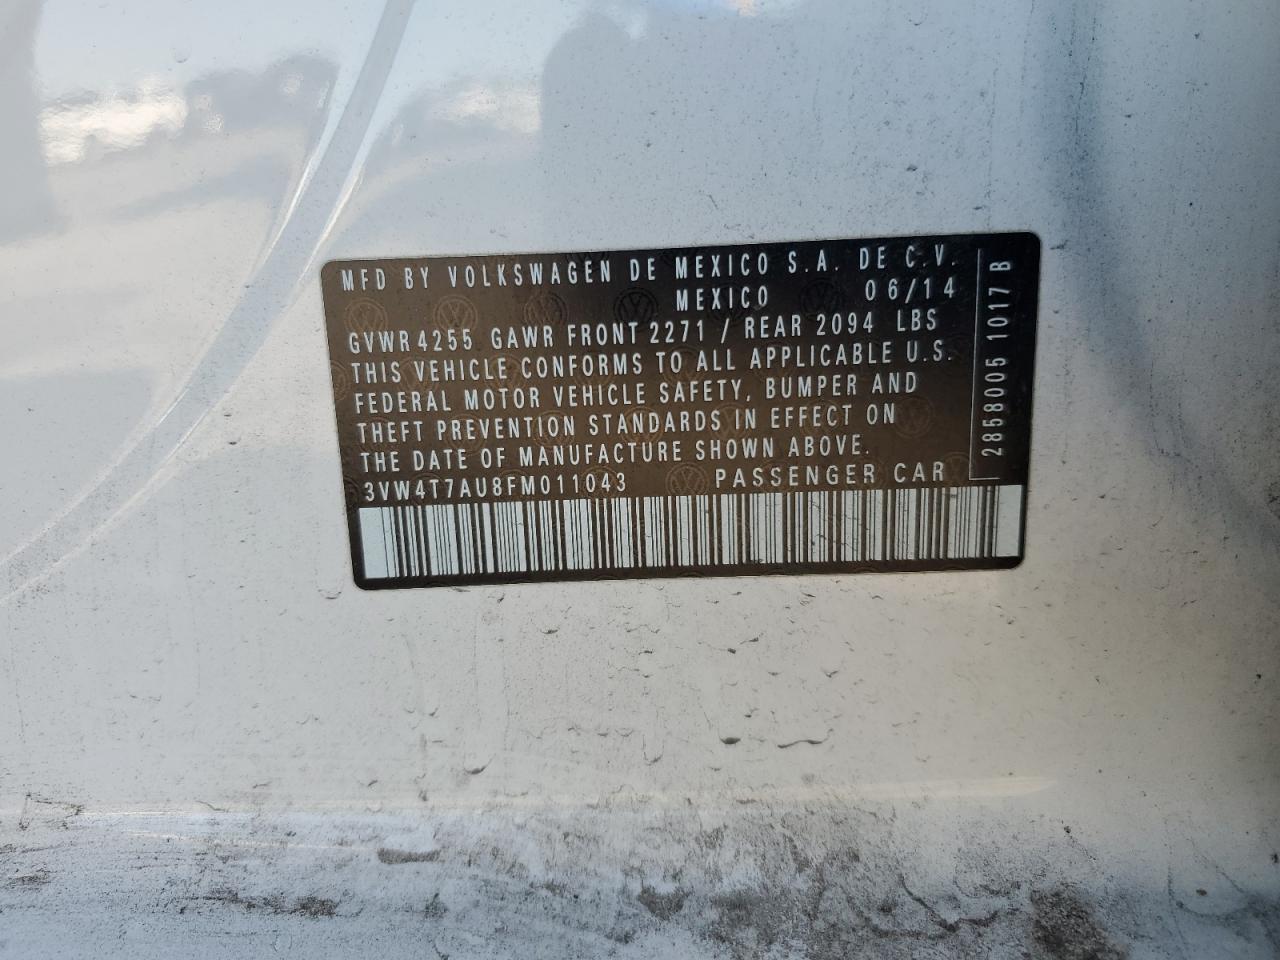 MFD BY VOLKSWAGEN DE MEXICO S.A. DE C.V.
MEXICO 06/14
GVWR 4255 GAWR FRONT 2271 / REAR 2094 LBS
THIS VEHICLE CONFORMS TO ALL APPLICABLE U.S.
FEDERAL MOTOR VEHICLE SAFETY, BUMPER AND
THEFT PREVENTION STANDARDS IN EFFECT ON
THE DATE OF MANUFACTURE SHOWN ABOVE.
3VW4T7AU8FM011043 PASSENGER CAR
2858005 1017 B